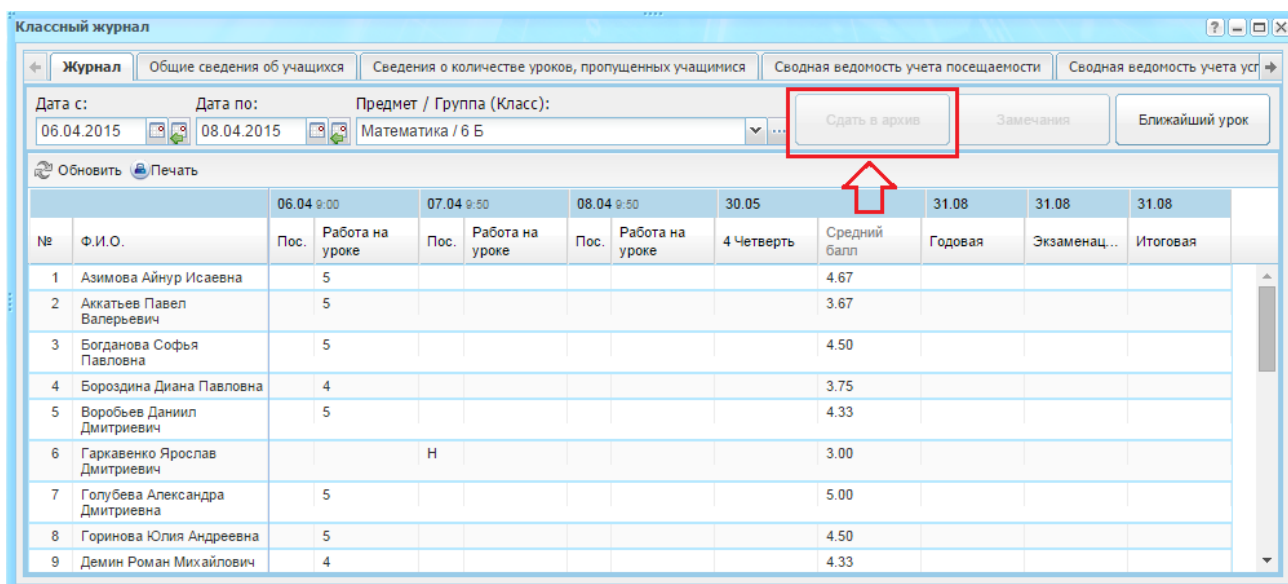 Классный журнал
Журнал Общие сведения об учащихся Сведения о количестве уроков, пропущенных учащимися Сводная ведомость учета посещаемости Сводная ведомость учета усг
Дата с: Дата по: Предмет / Группа (Класс):
06.04.2015 08.04.2015 Математика / 6 Б ... Сдать в архив Замечания Ближайший урок
Обновить Печать
06.04 9:00 07.04 9:50 08.04 9:50 30.05 31.08 31.08 31.08
№ Ф.И.О. Пос. Работа на уроке Пос. Работа на уроке Пос. Работа на уроке 4 Четверть Средний балл Годовая Экзаменац... Итоговая
1 Азимова Айнур Исаевна 5 4.67
2 Аккатьев Павел Валерьевич 5 3.67
3 Богданова Софья Павловна 5 4.50
4 Бороздина Диана Павловна 4 3.75
5 Воробьев Даниил Дмитриевич 5 4.33
6 Гаркавенко Ярослав Дмитриевич Н 3.00
7 Голубева Александра Дмитриевна 5 5.00
8 Горинова Юлия Андреевна 5 4.50
9 Демин Роман Михайлович 4 4.33